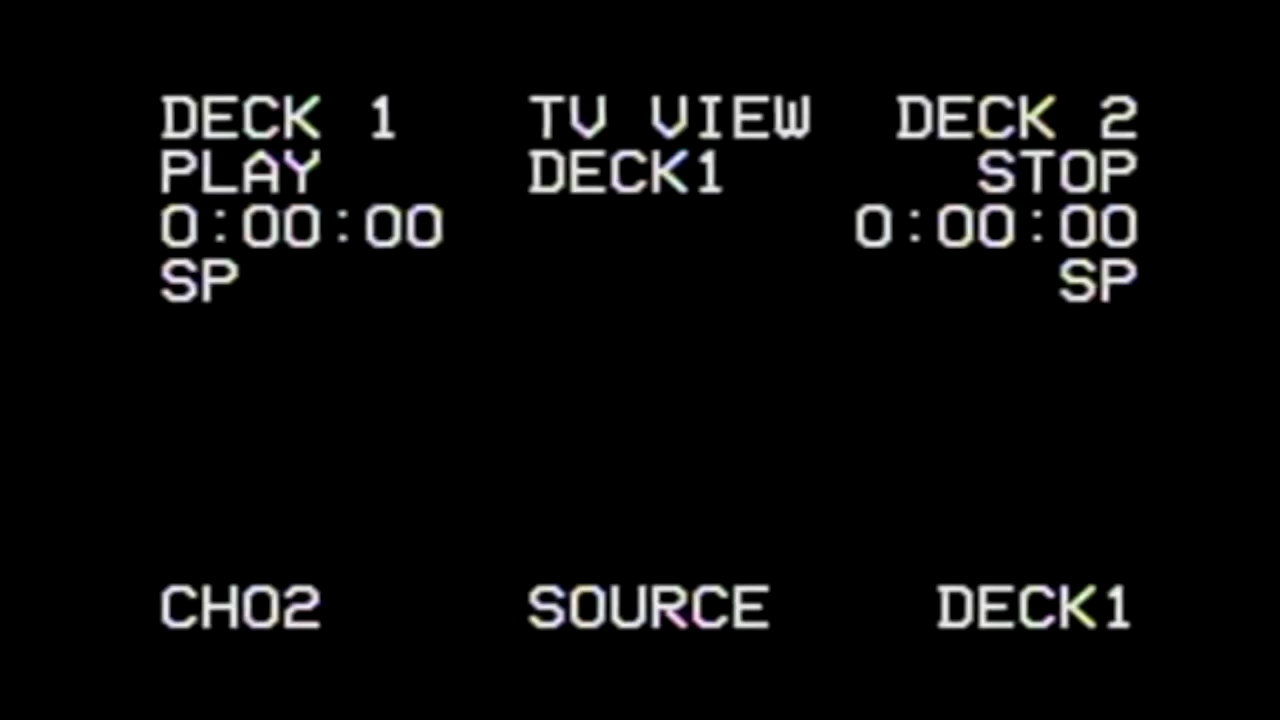 DECK 1 TV VIEW DECK 2
PLAY DECK1 STOP
0:00:00 0:00:00
SP SP
CH02 SOURCE DECK1